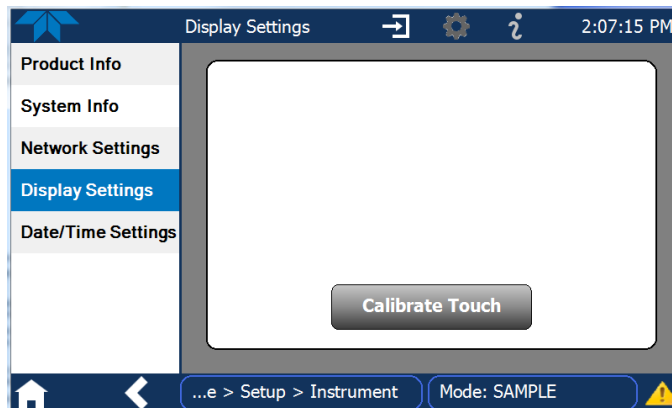 Display Settings 2:07:15 PM
Product Info
System Info
Network Settings
Display Settings
Date/Time Settings
Calibrate Touch
...e > Setup > Instrument Mode: SAMPLE